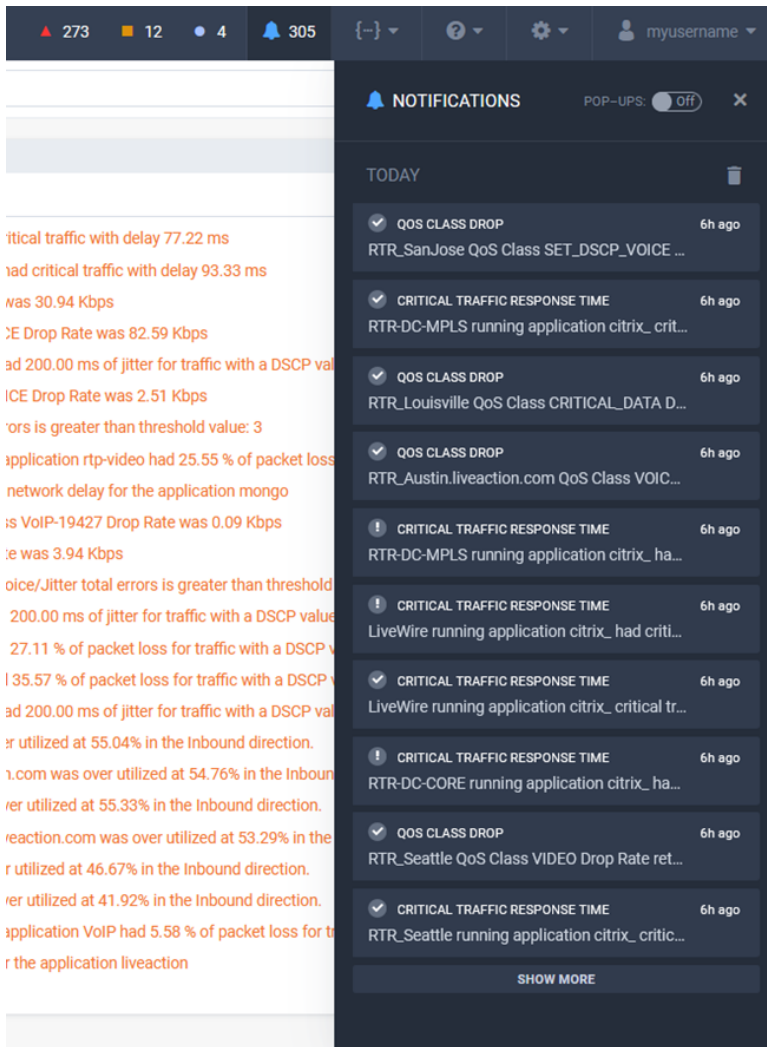 273 12 4 305 {-} myusername
NOTIFICATIONS POP-UPS: Off
TODAY
QOS CLASS DROP 6h ago
RTR_SanJose QoS Class SET_DSCP_VOICE ...
CRITICAL TRAFFIC RESPONSE TIME 6h ago
RTR-DC-MPLS running application citrix_ crit...
QOS CLASS DROP 6h ago
RTR_Louisville QoS Class CRITICAL_DATA D...
QOS CLASS DROP 6h ago
RTR_Austin.liveaction.com QoS Class VOIC...
CRITICAL TRAFFIC RESPONSE TIME 6h ago
RTR-DC-MPLS running application citrix_ ha...
CRITICAL TRAFFIC RESPONSE TIME 6h ago
LiveWire running application citrix_ had criti...
CRITICAL TRAFFIC RESPONSE TIME 6h ago
LiveWire running application citrix_ critical tr...
CRITICAL TRAFFIC RESPONSE TIME 6h ago
RTR-DC-CORE running application citrix_ ha...
QOS CLASS DROP 6h ago
RTR_Seattle QoS Class VIDEO Drop Rate ret...
CRITICAL TRAFFIC RESPONSE TIME 6h ago
RTR_Seattle running application citrix_ critic...
SHOW MORE
ritical traffic with delay 77.22 ms
had critical traffic with delay 93.33 ms
was 30.94 Kbps
CE Drop Rate was 82.59 Kbps
ad 200.00 ms of jitter for traffic with a DSCP val
ICE Drop Rate was 2.51 Kbps
rors is greater than threshold value: 3
application rtp-video had 25.55 % of packet loss
network delay for the application mongo
ss VoIP-19427 Drop Rate was 0.09 Kbps
te was 3.94 Kbps
oice/Jitter total errors is greater than threshold
200.00 ms of jitter for traffic with a DSCP value
27.11 % of packet loss for traffic with a DSCP v
35.57 % of packet loss for traffic with a DSCP v
ad 200.00 ms of jitter for traffic with a DSCP val
er utilized at 55.04% in the Inbound direction.
n.com was over utilized at 54.76% in the Inboun
ver utilized at 55.33% in the Inbound direction.
veaction.com was over utilized at 53.29% in the
r utilized at 46.67% in the Inbound direction.
ver utilized at 41.92% in the Inbound direction.
application VoIP had 5.58 % of packet loss for tr
r the application liveaction